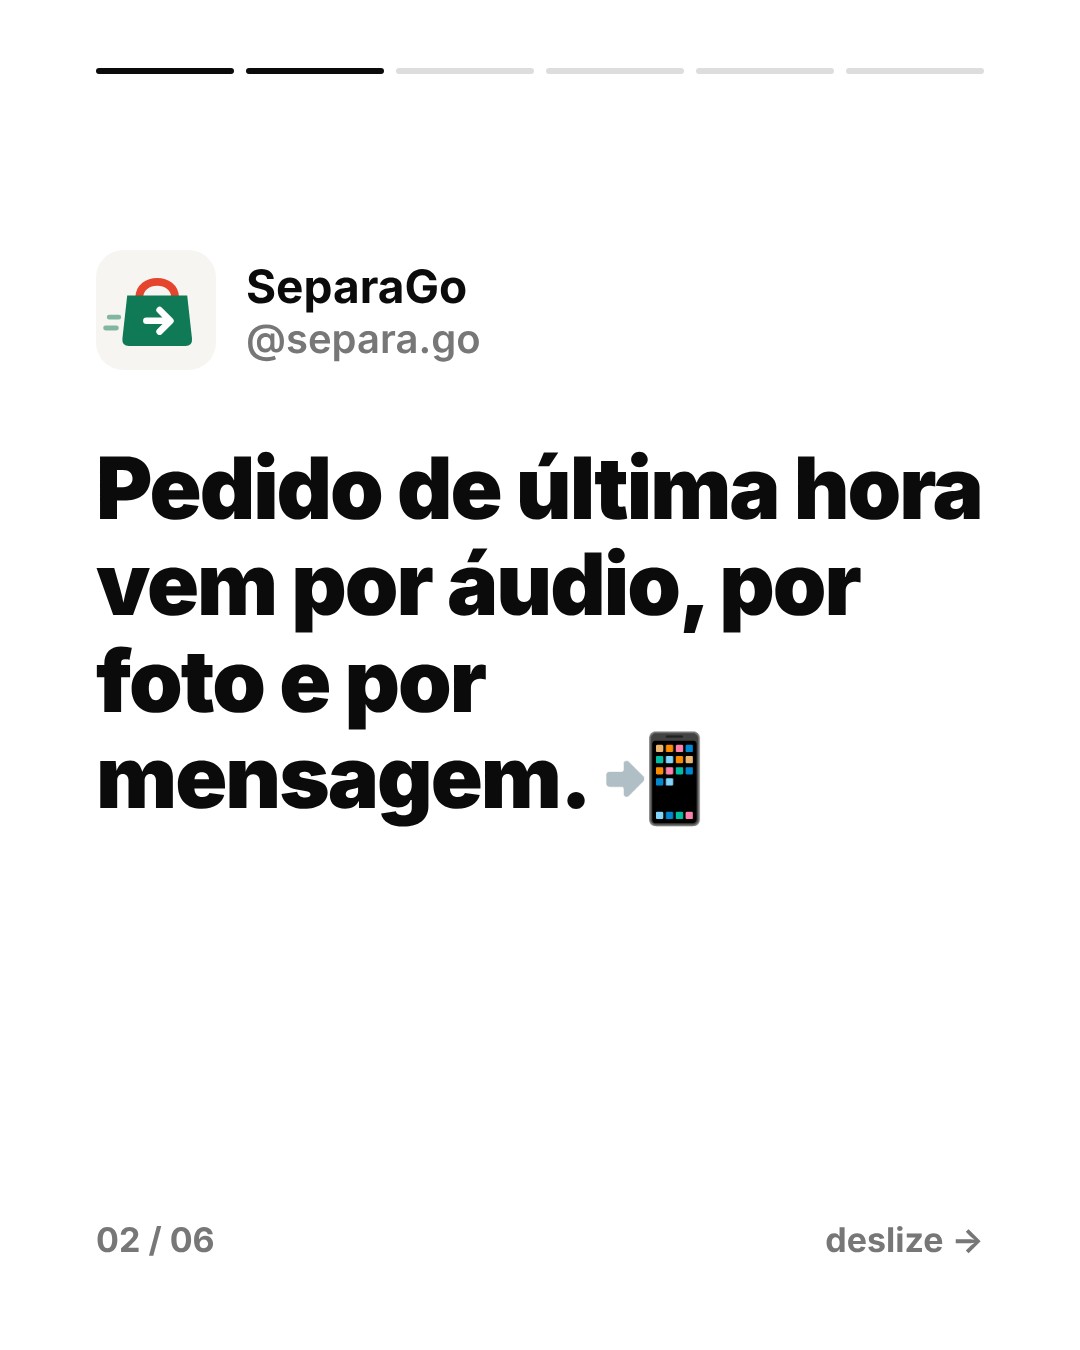 SeparaGo
@separa.go
Pedido de última hora
vem por áudio, por
foto e por
mensagem. 📲
02 / 06
deslize →